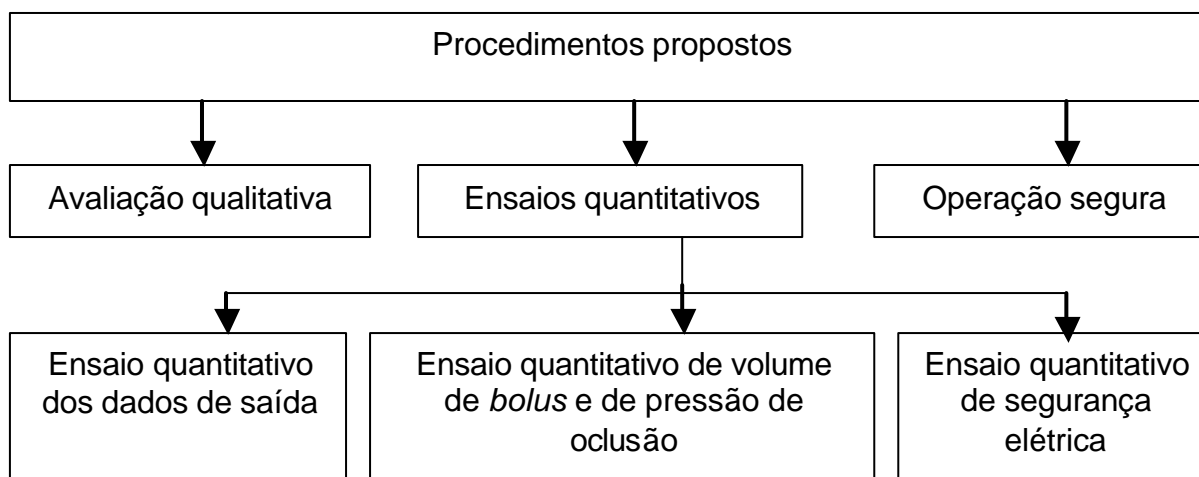 Procedimentos propostos
Avaliação qualitativa
Ensaios quantitativos
Operação segura
Ensaio quantitativo
dos dados de saída
Ensaio quantitativo de volume
de bolus e de pressão de
oclusão
Ensaio quantitativo
de segurança
elétrica